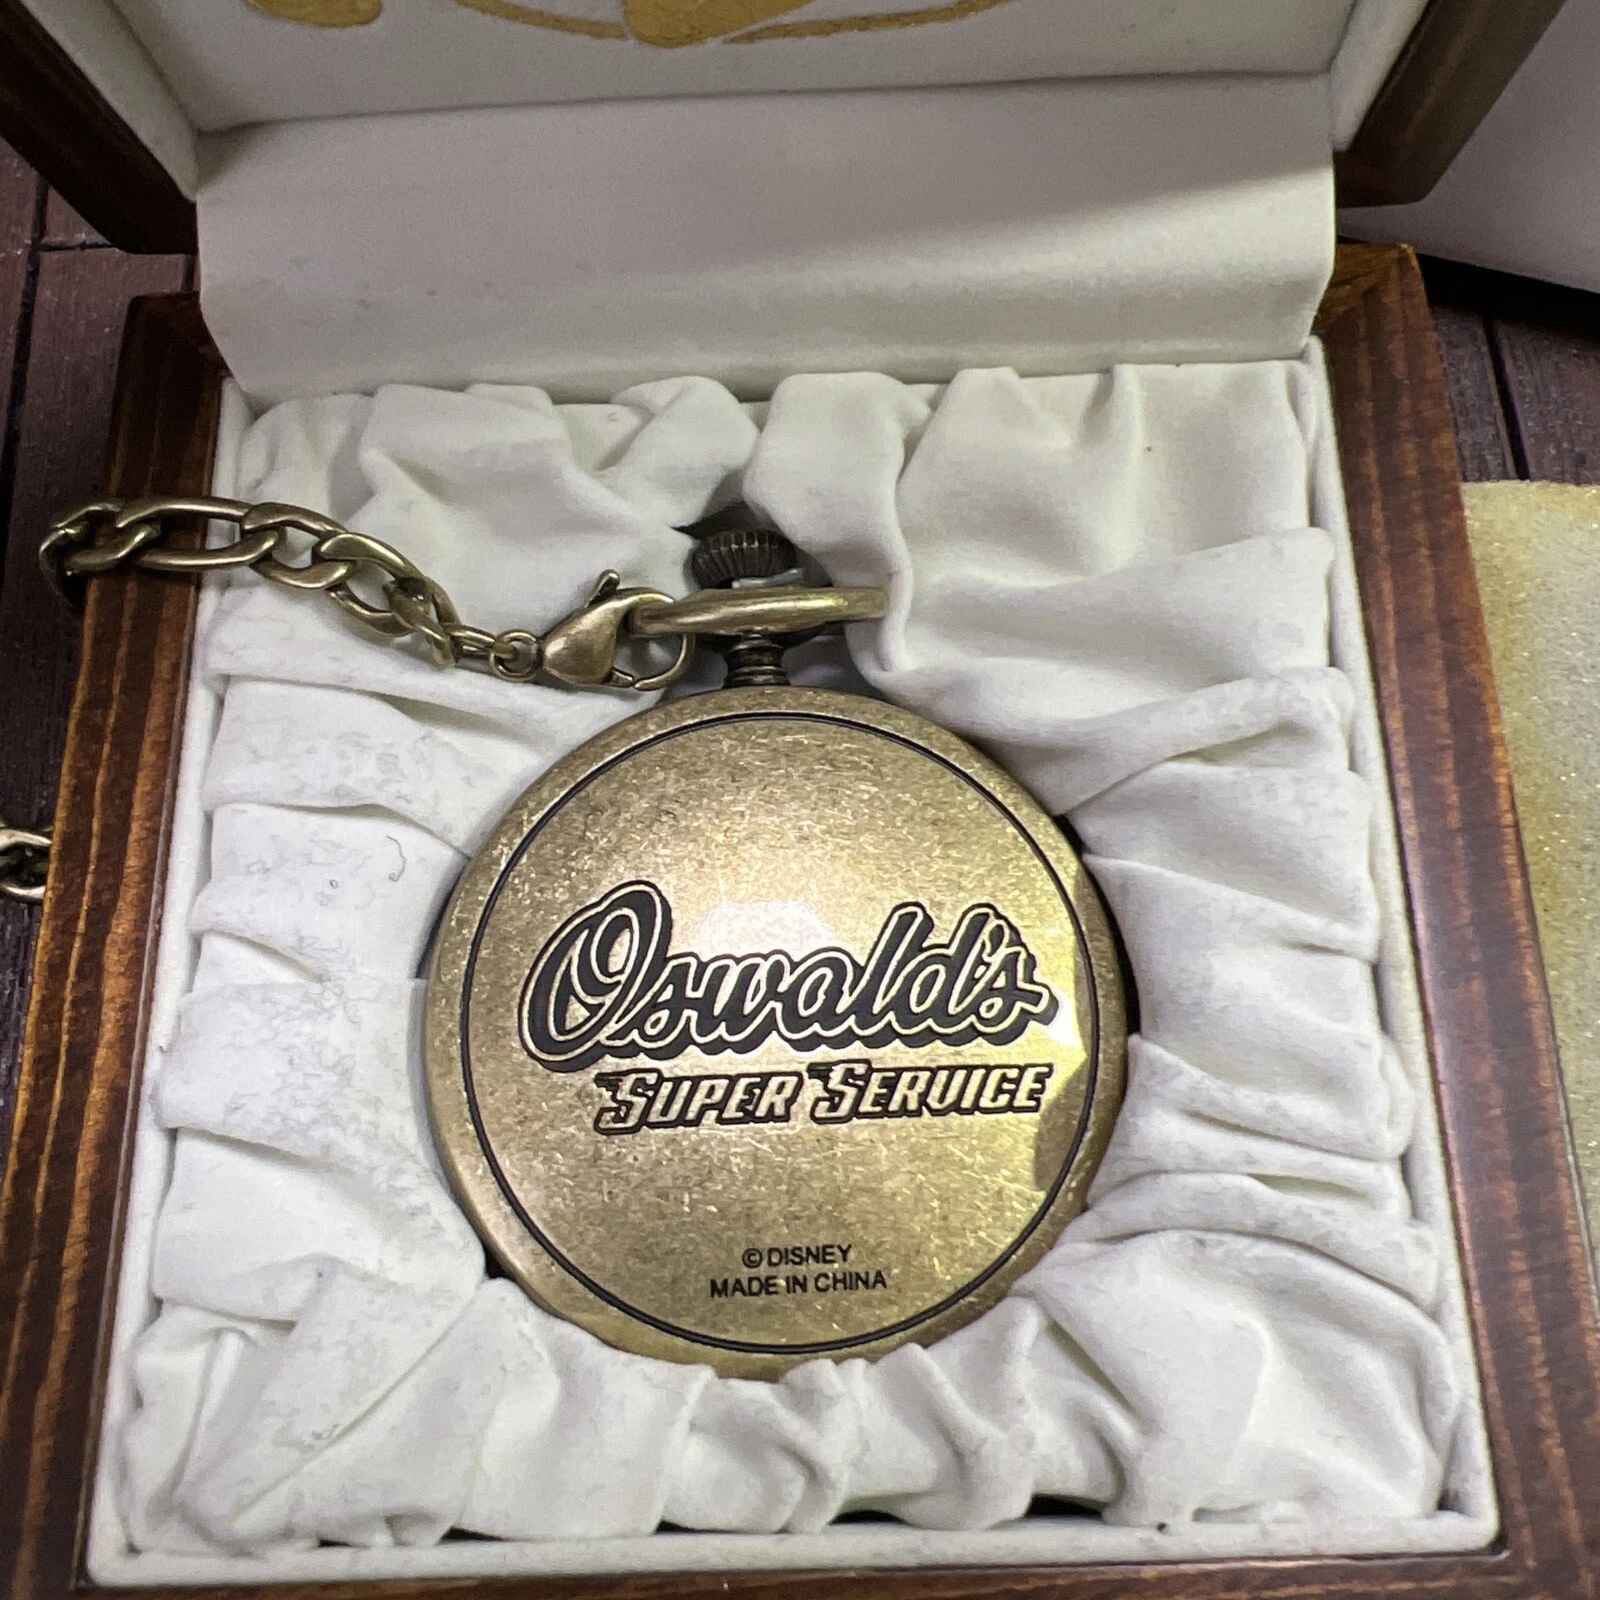 Oswald's
SUPER SERVICE
© DISNEY
MADE IN CHINA